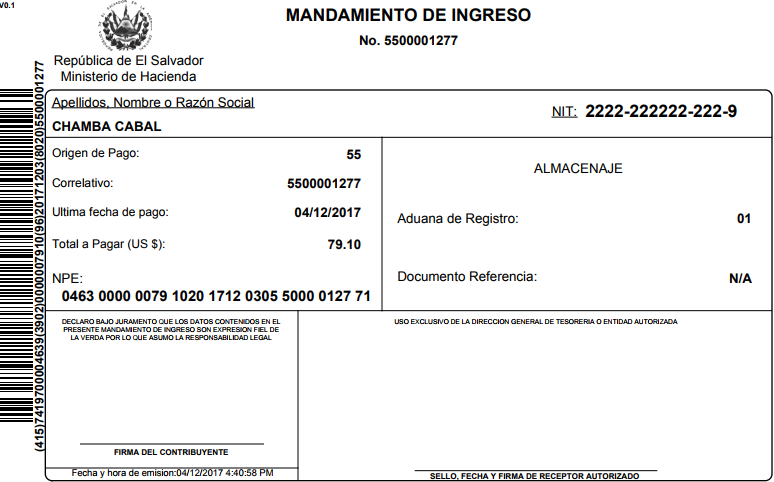 V0.1
MANDAMIENTO DE INGRESO
No. 5500001277
República de El Salvador
Ministerio de Hacienda
(415)7419700004639(3902)0000007910(96)20171203(8020)5500001277
Apellidos, Nombre o Razón Social
CHAMBA CABAL
NIT: 2222-222222-222-9
Origen de Pago: 55
Correlativo: 5500001277
Ultima fecha de pago: 04/12/2017
Total a Pagar (US $): 79.10
NPE:
0463 0000 0079 1020 1712 0305 5000 0127 71
ALMACENAJE
Aduana de Registro: 01
Documento Referencia: N/A
DECLARO BAJO JURAMENTO QUE LOS DATOS CONTENIDOS EN EL
PRESENTE MANDAMIENTO DE INGRESO SON EXPRESION FIEL DE
LA VERDA POR LO QUE ASUMO LA RESPONSABILIDAD LEGAL
FIRMA DEL CONTRIBUYENTE
Fecha y hora de emision:04/12/2017 4:40:58 PM
USO EXCLUSIVO DE LA DIRECCION GENERAL DE TESORERIA O ENTIDAD AUTORIZADA
SELLO, FECHA Y FIRMA DE RECEPTOR AUTORIZADO